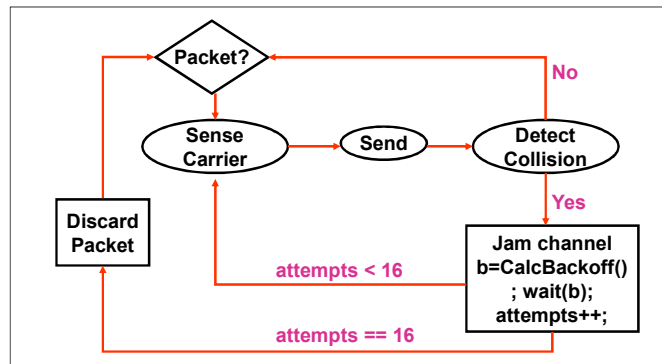 Packet?
No
Sense
Carrier
Send
Detect
Collision
Yes
Discard
Packet
Jam channel
b=CalcBackoff()
; wait(b);
attempts++;
attempts < 16
attempts == 16